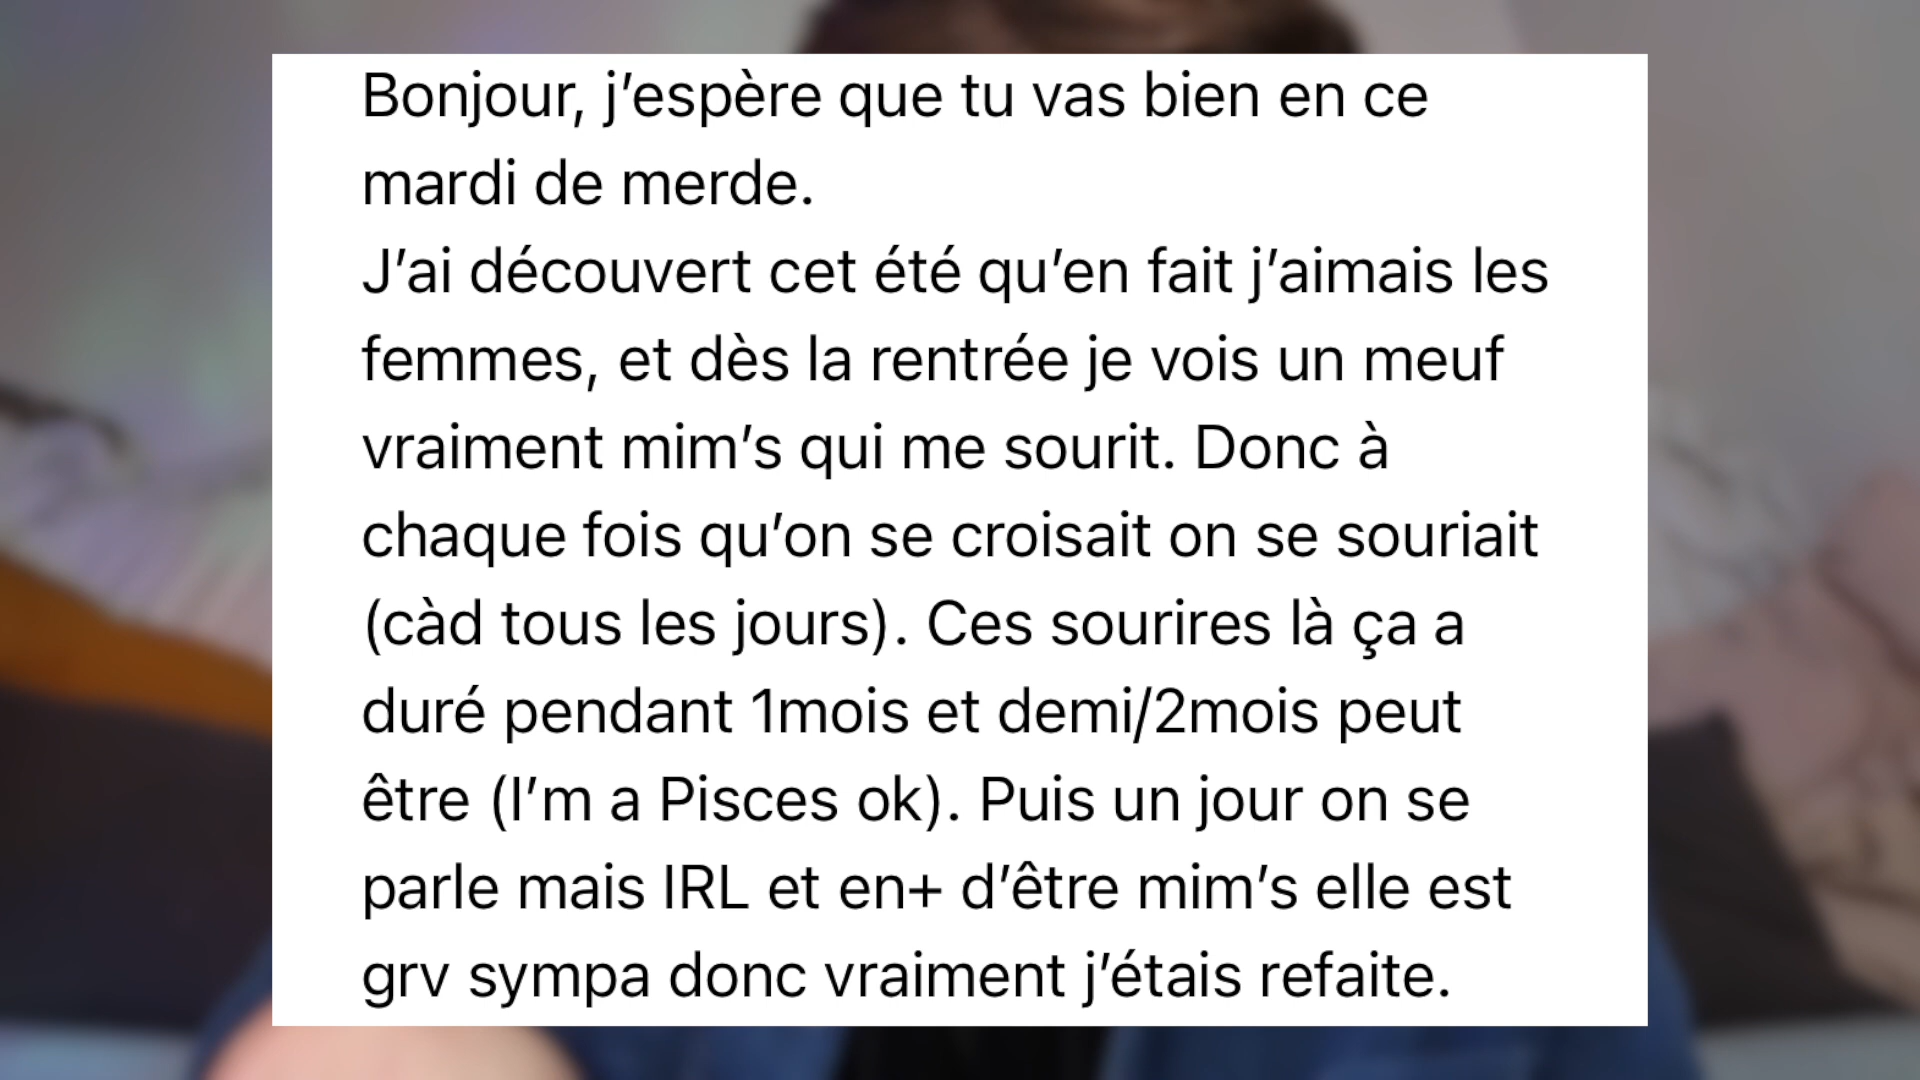 Bonjour, j’espère que tu vas bien en ce
mardi de merde.
J’ai découvert cet été qu’en fait j’aimais les
femmes, et dès la rentrée je vois un meuf
vraiment mim’s qui me sourit. Donc à
chaque fois qu’on se croisait on se souriait
(càd tous les jours). Ces sourires là ça a
duré pendant 1mois et demi/2mois peut
être (I’m a Pisces ok). Puis un jour on se
parle mais IRL et en+ d’être mim’s elle est
grv sympa donc vraiment j’étais refaite.